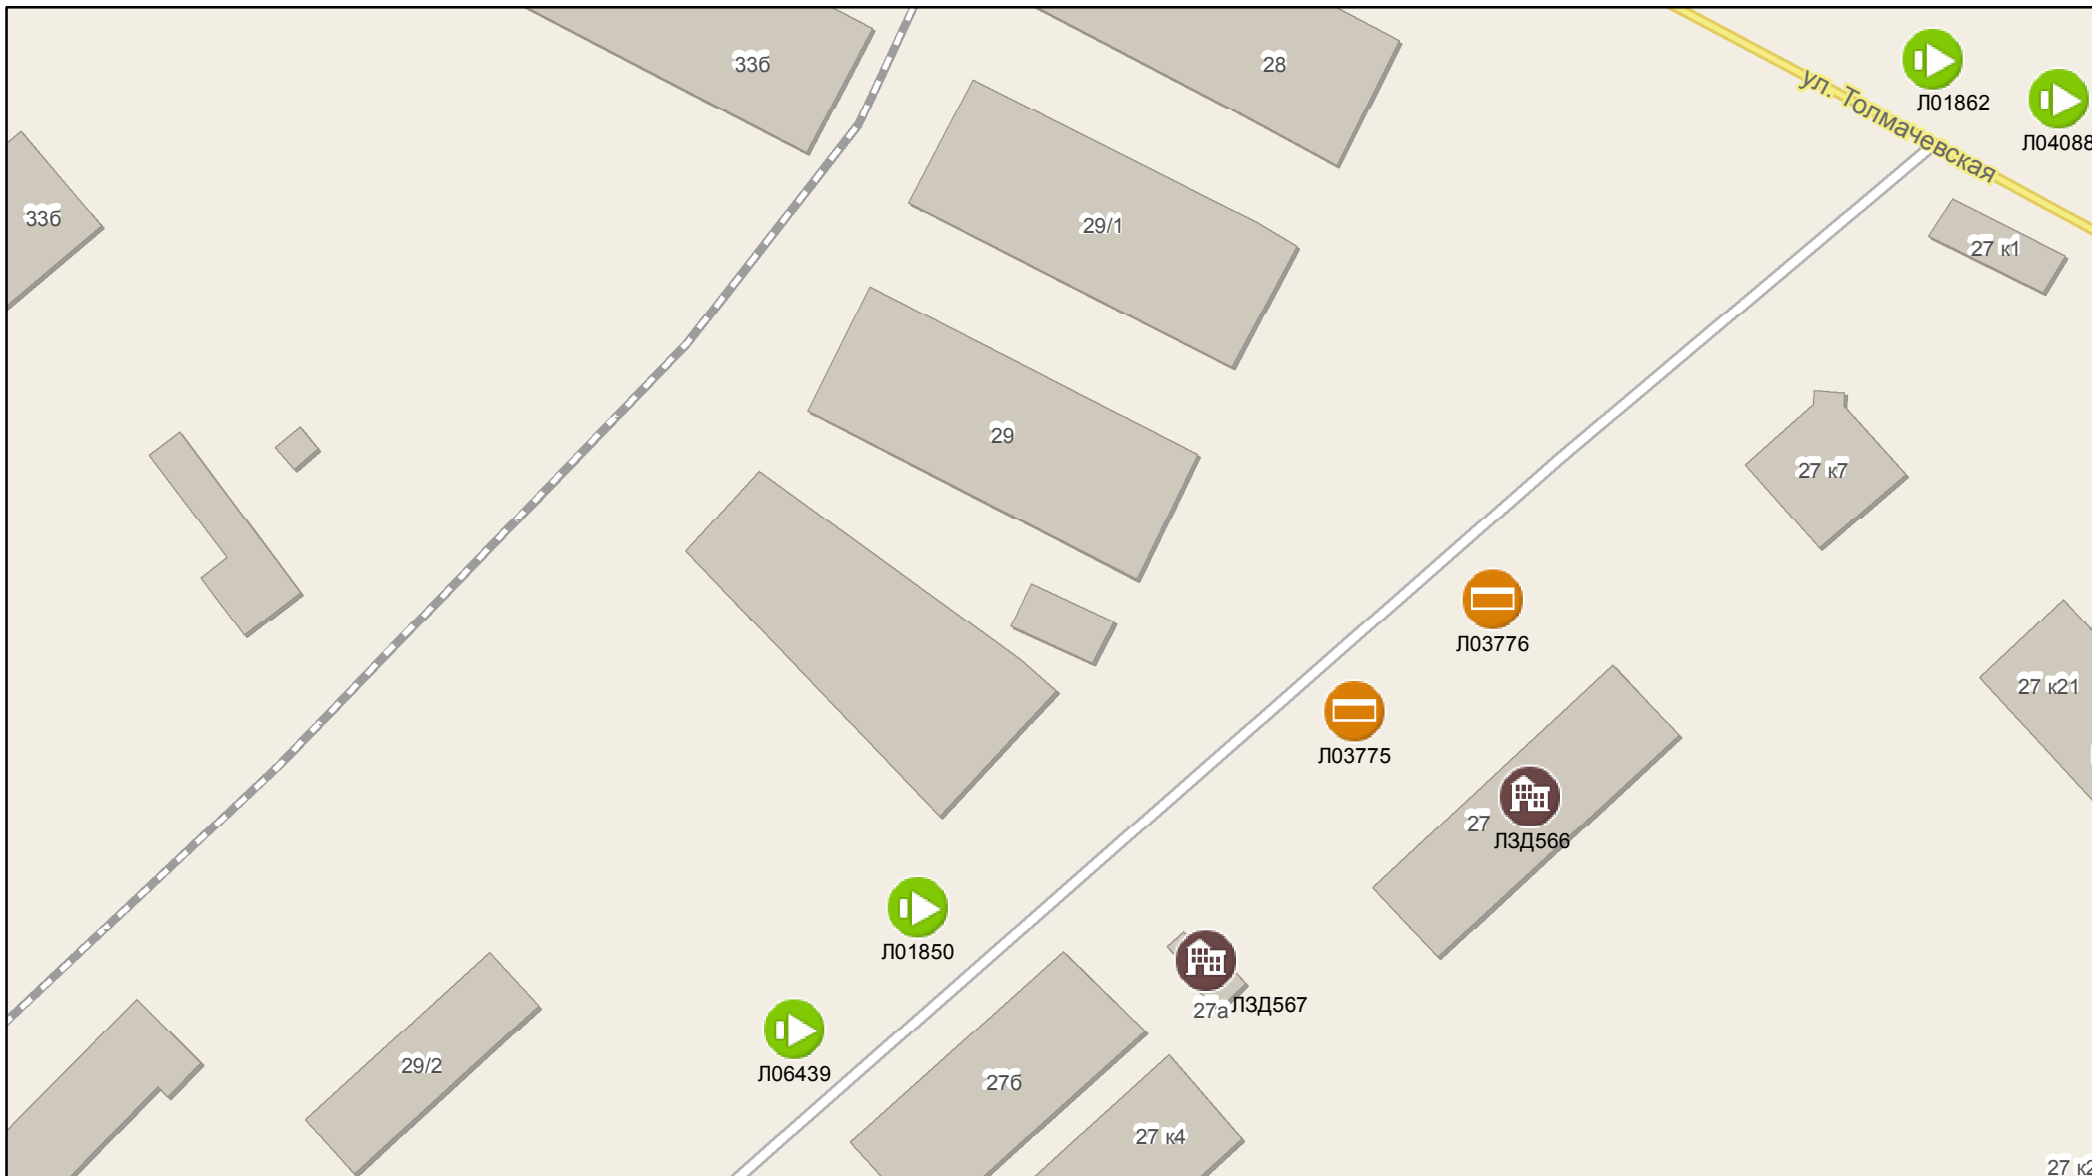 33б
28
Л01862
ул. Толмачевская
Л04088
33б
29/1
27 к1
29
27 к7
Л03776
27 к21
Л03775
27
ЛЗД566
Л01850
27а
ЛЗД567
29/2
Л06439
27б
27 к4